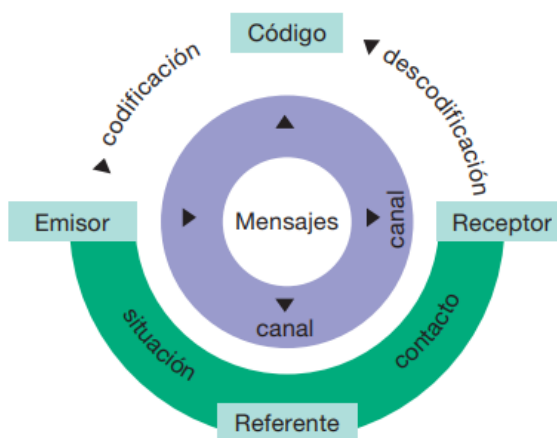 Código
codificación
descodificación
Emisor
Mensajes
canal
Receptor
canal
situación
contacto
Referente